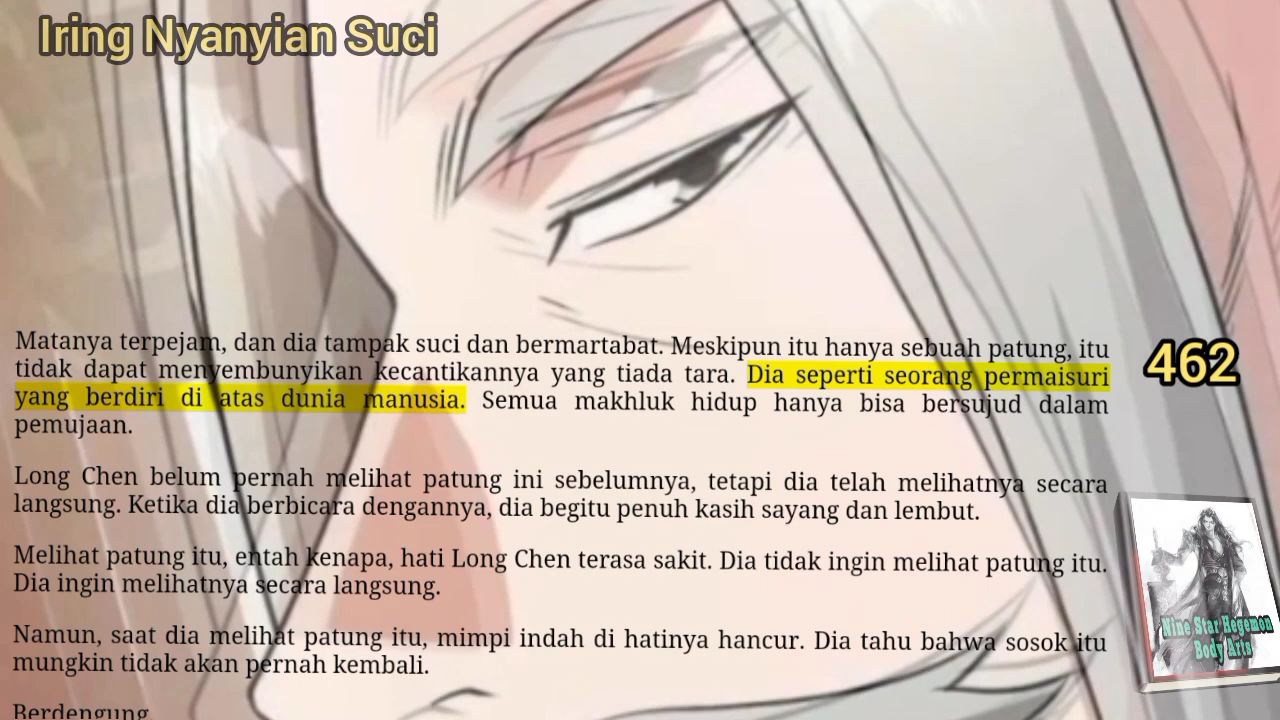 Iring Nyanyian Suci
Matanya terpejam, dan dia tampak suci dan bermartabat. Meskipun itu hanya sebuah patung, itu
tidak dapat menyembunyikan kecantikannya yang tiada tara. Dia seperti seorang permaisuri
yang berdiri di atas dunia manusia. Semua makhluk hidup hanya bisa bersujud dalam
pemujaan.
462
Long Chen belum pernah melihat patung ini sebelumnya, tetapi dia telah melihatnya secara
langsung. Ketika dia berbicara dengannya, dia begitu penuh kasih sayang dan lembut.
Melihat patung itu, entah kenapa, hati Long Chen terasa sakit. Dia tidak ingin melihat patung itu.
Dia ingin melihatnya secara langsung.
Namun, saat dia melihat patung itu, mimpi indah di hatinya hancur. Dia tahu bahwa sosok itu
mungkin tidak akan pernah kembali.
Berdengung
Nine Star Hegemon
Body Arts